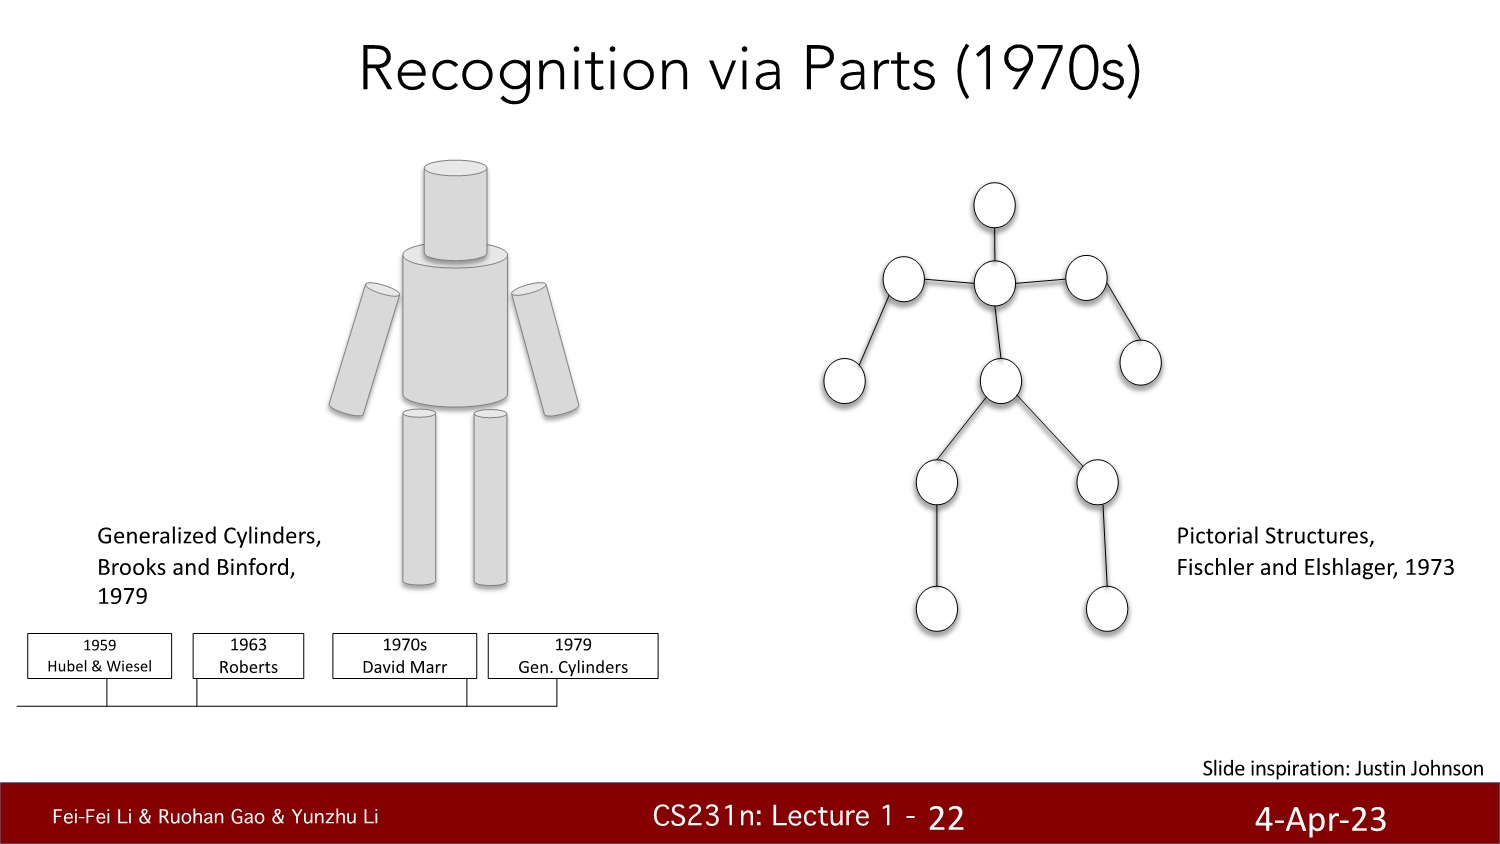 Recognition via Parts (1970s)
Generalized Cylinders,
Brooks and Binford,
1979
Pictorial Structures,
Fischler and Elshlager, 1973
1959
Hubel & Wiesel
1963
Roberts
1970s
David Marr
1979
Gen. Cylinders
Slide inspiration: Justin Johnson
Fei-Fei Li & Ruohan Gao & Yunzhu Li
CS231n: Lecture 1 - 22
4-Apr-23